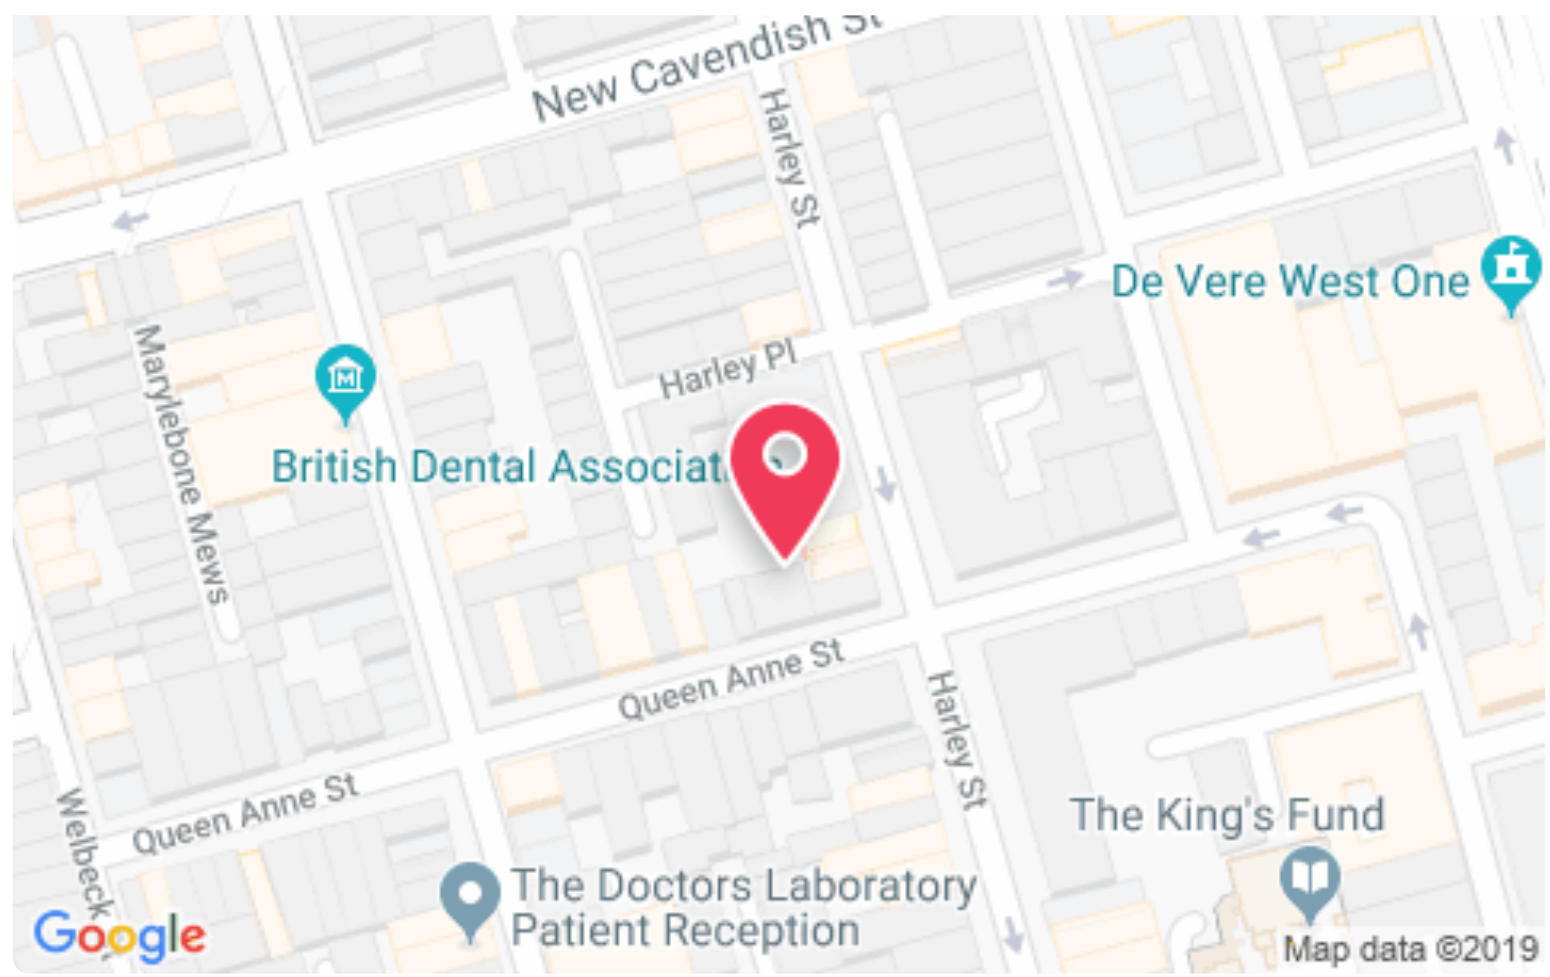 New Cavendish St
Harley St
De Vere West One
Harley Pl
Marylebone Mews
British Dental Associat
Queen Anne St
Harley St
Queen Anne St
Welbeck
The King's Fund
The Doctors Laboratory
Patient Reception
Google
Map data ©2019